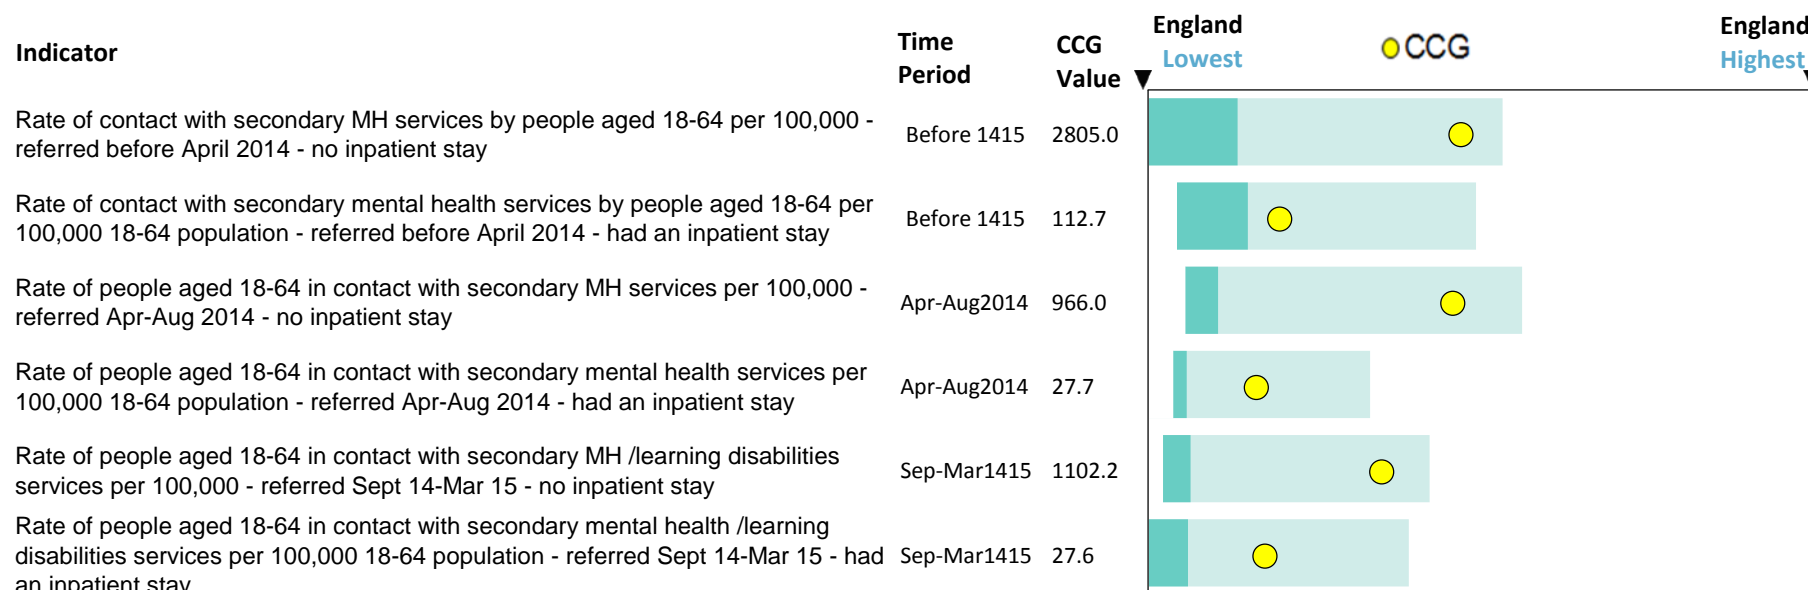 Indicator
Time Period
CCG Value
England Lowest
CCG
England Highest
Rate of contact with secondary MH services by people aged 18-64 per 100,000 -
referred before April 2014 - no inpatient stay
Before 1415 2805.0
Rate of contact with secondary mental health services by people aged 18-64 per
100,000 18-64 population - referred before April 2014 - had an inpatient stay
Before 1415 112.7
Rate of people aged 18-64 in contact with secondary MH services per 100,000 -
referred Apr-Aug 2014 - no inpatient stay
Apr-Aug2014 966.0
Rate of people aged 18-64 in contact with secondary mental health services per
100,000 18-64 population - referred Apr-Aug 2014 - had an inpatient stay
Apr-Aug2014 27.7
Rate of people aged 18-64 in contact with secondary MH /learning disabilities
services per 100,000 - referred Sept 14-Mar 15 - no inpatient stay
Sep-Mar1415 1102.2
Rate of people aged 18-64 in contact with secondary mental health /learning
disabilities services per 100,000 18-64 population - referred Sept 14-Mar 15 - had
an inpatient stay
Sep-Mar1415 27.6